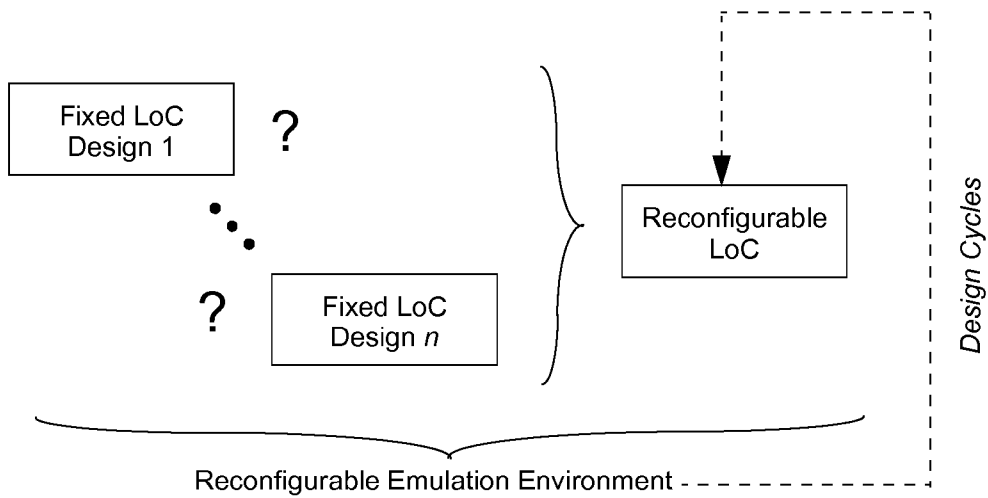 Fixed LoC
Design 1
?
?
Fixed LoC
Design n
Reconfigurable
LoC
Design Cycles
Reconfigurable Emulation Environment